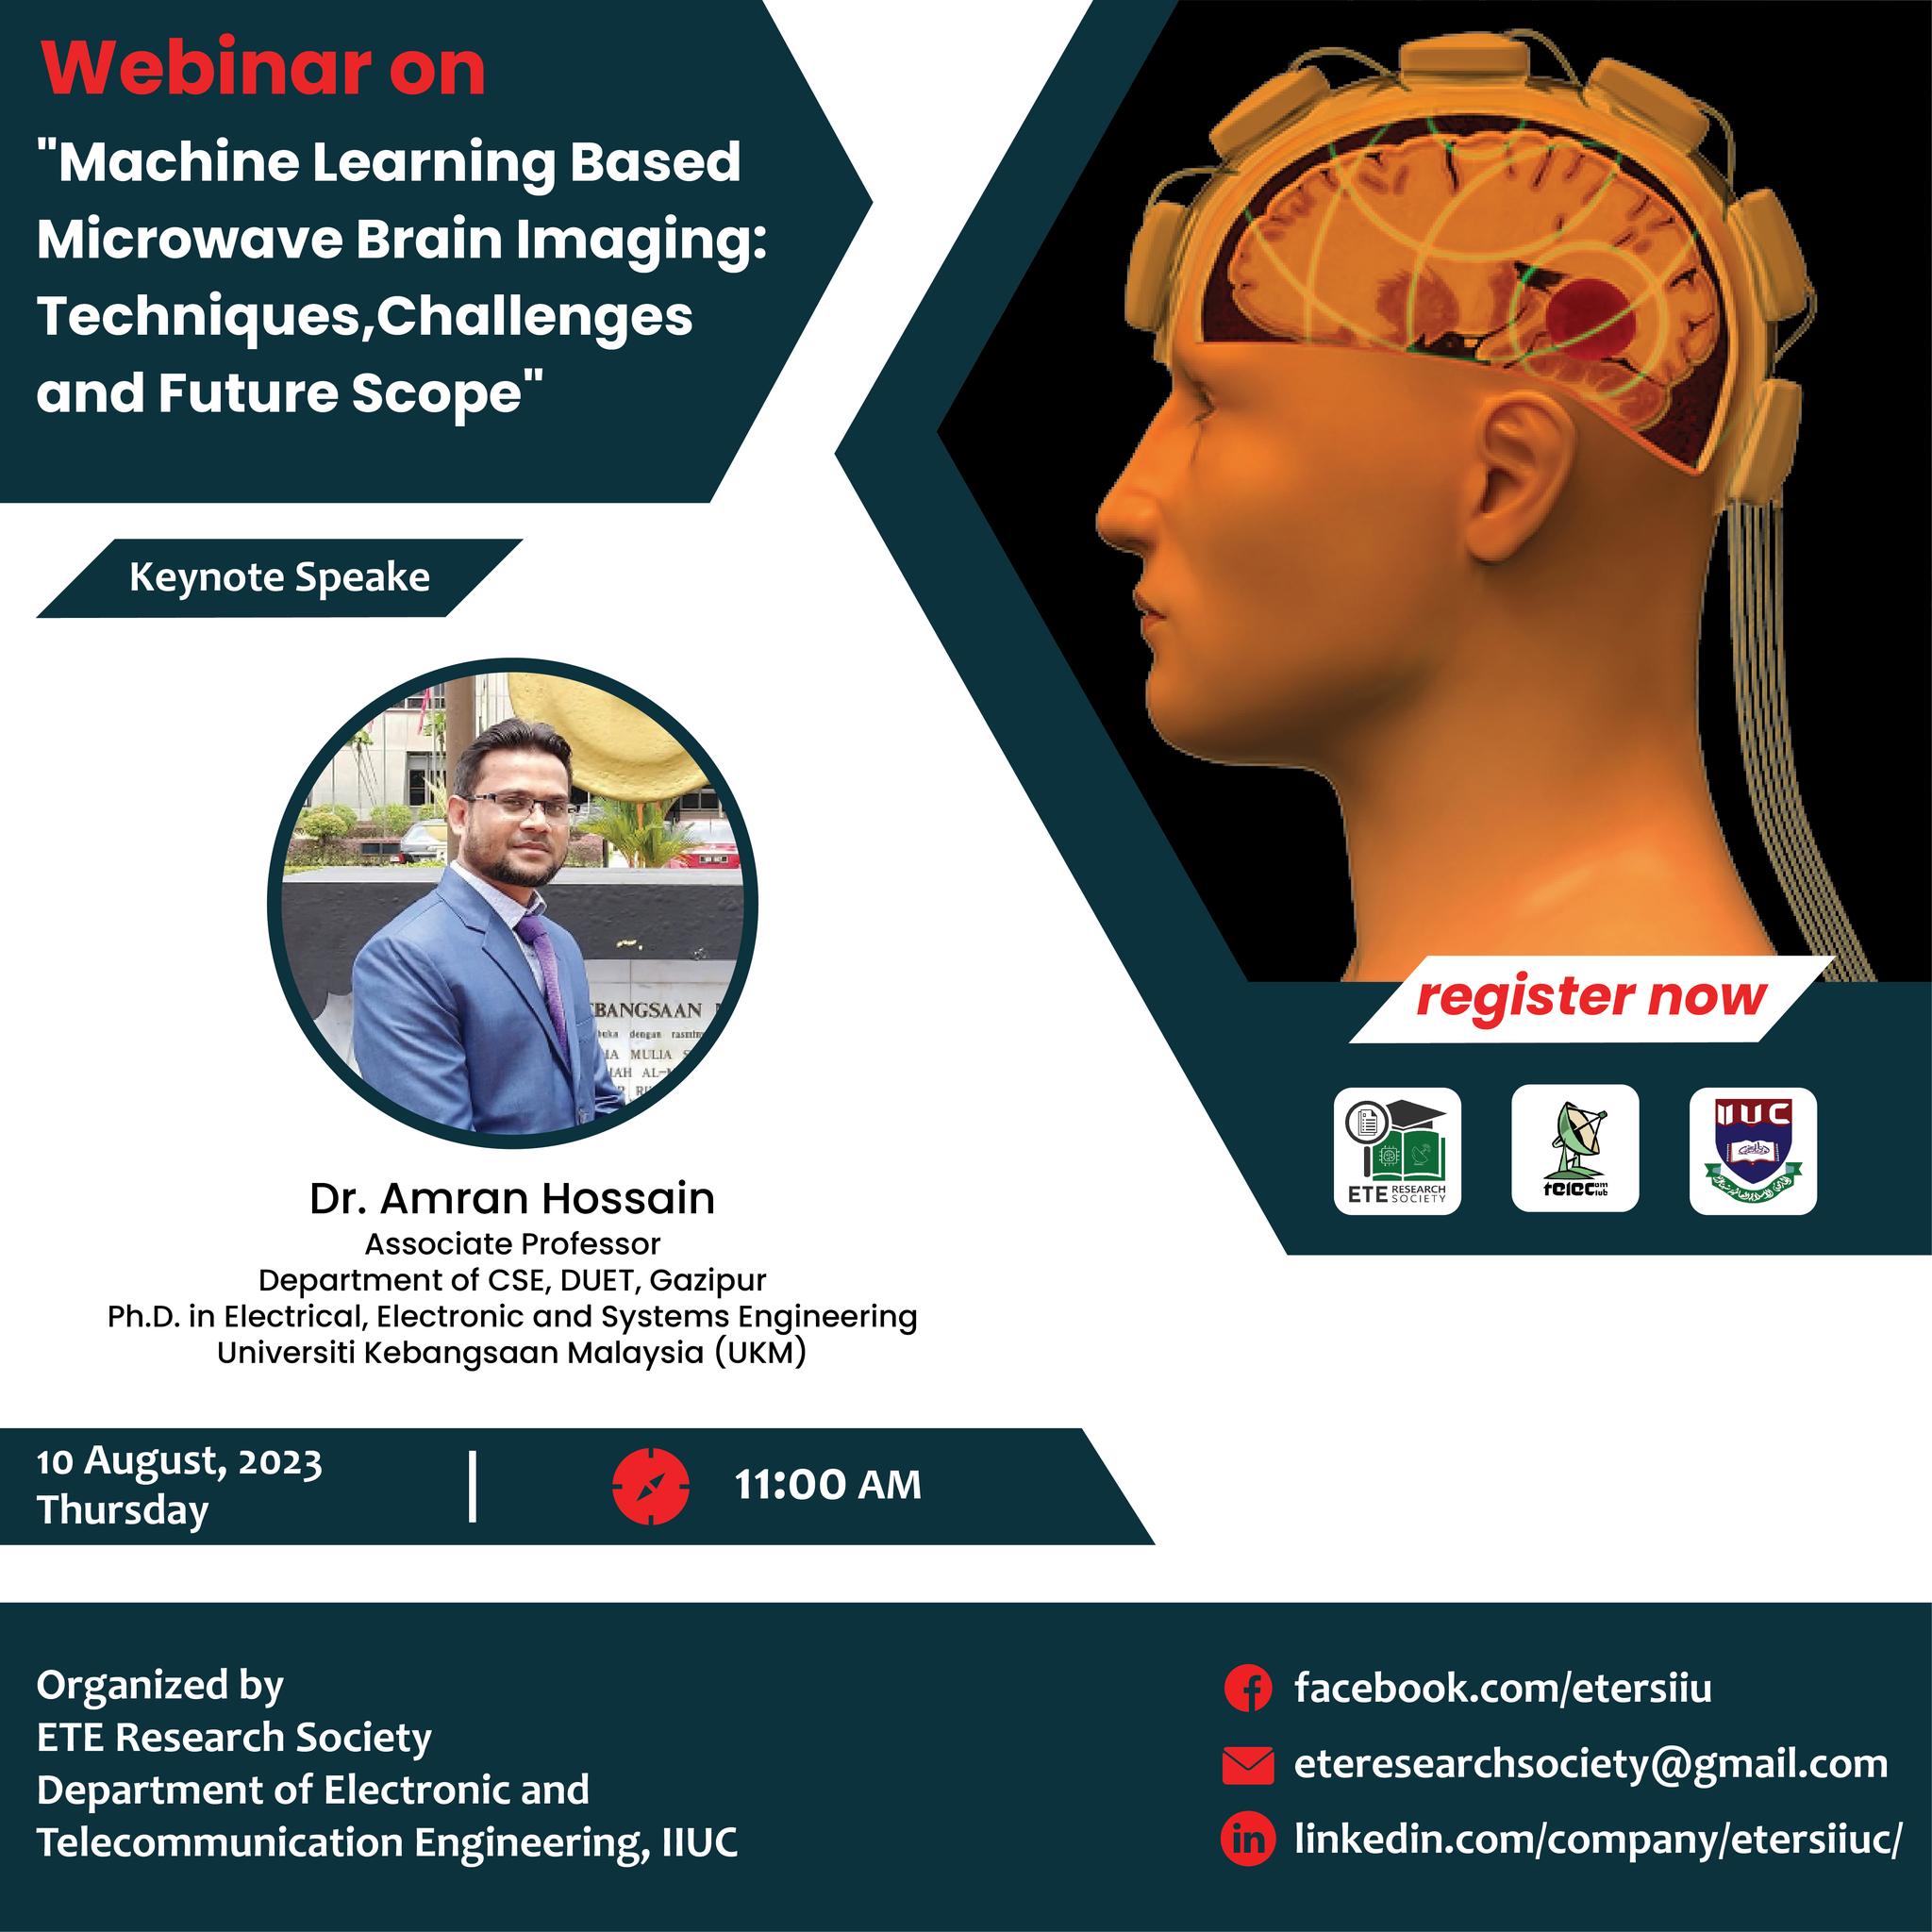 Webinar on
"Machine Learning Based
Microwave Brain Imaging:
Techniques,Challenges
and Future Scope"
Keynote Speake
BANGSAAN
dengan
MULIA
Dr. Amran Hossain
Associate Professor
Department of CSE, DUET, Gazipur
Ph.D. in Electrical, Electronic and Systems Engineering
Universiti Kebangsaan Malaysia (UKM)
register now
ETE RESEARCH
SOCIETY
IIUC
10 August, 2023
Thursday
11:00 AM
Organized by
ETE Research Society
Department of Electronic and
Telecommunication Engineering, IIUC
facebook.com/etersiiu
eteresearchsociety@gmail.com
linkedin.com/company/etersiiuc/